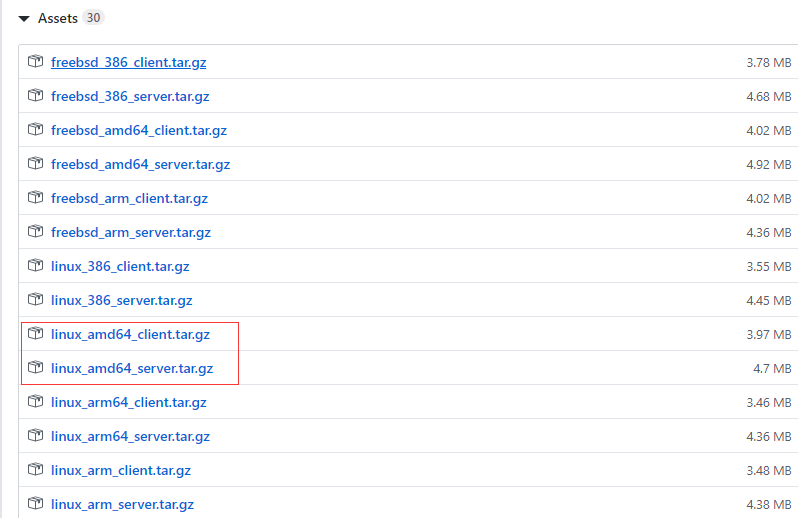 Assets 30
freebsd_386_client.tar.gz 3.78 MB
freebsd_386_server.tar.gz 4.68 MB
freebsd_amd64_client.tar.gz 4.02 MB
freebsd_amd64_server.tar.gz 4.92 MB
freebsd_arm_client.tar.gz 4.02 MB
freebsd_arm_server.tar.gz 4.36 MB
linux_386_client.tar.gz 3.55 MB
linux_386_server.tar.gz 4.45 MB
linux_amd64_client.tar.gz 3.97 MB
linux_amd64_server.tar.gz 4.7 MB
linux_arm64_client.tar.gz 3.46 MB
linux_arm64_server.tar.gz 4.36 MB
linux_arm_client.tar.gz 3.48 MB
linux_arm_server.tar.gz 4.38 MB